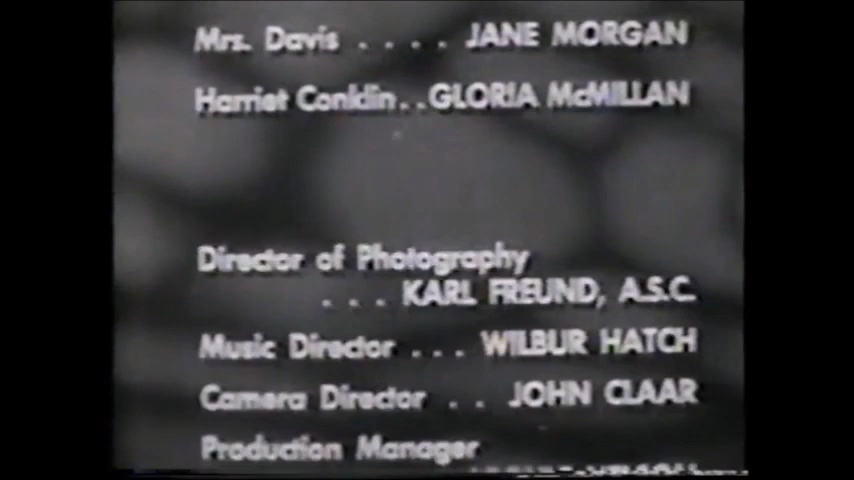 Mrs. Davis . . . . JANE MORGAN
Harriet Conklin . . GLORIA McMILLAN
Director of Photography
. . . KARL FREUND, A.S.C.
Music Director . . . WILBUR HATCH
Camera Director . . JOHN CLAAR
Production Manager